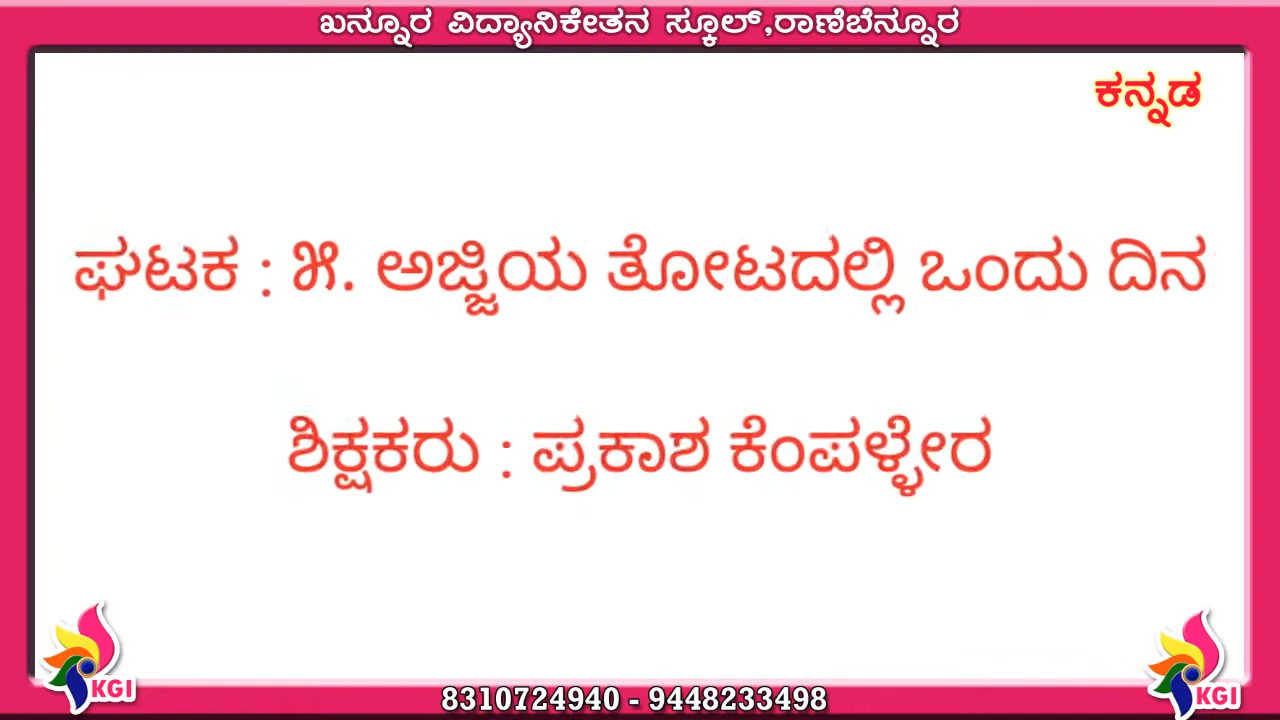 ಖನ್ನೂರ ವಿದ್ಯಾನಿಕೇತನ ಸ್ಕೂಲ್,ರಾಣೆಬೆನ್ನೂರ
ಕನ್ನಡ
ಘಟಕ : ೫. ಅಜ್ಜಿಯ ತೋಟದಲ್ಲಿ ಒಂದು ದಿನ
ಶಿಕ್ಷಕರು : ಪ್ರಕಾಶ ಕೆಂಪಳ್ಳೇರ
KGI
KGI
8310724940 - 9448233498